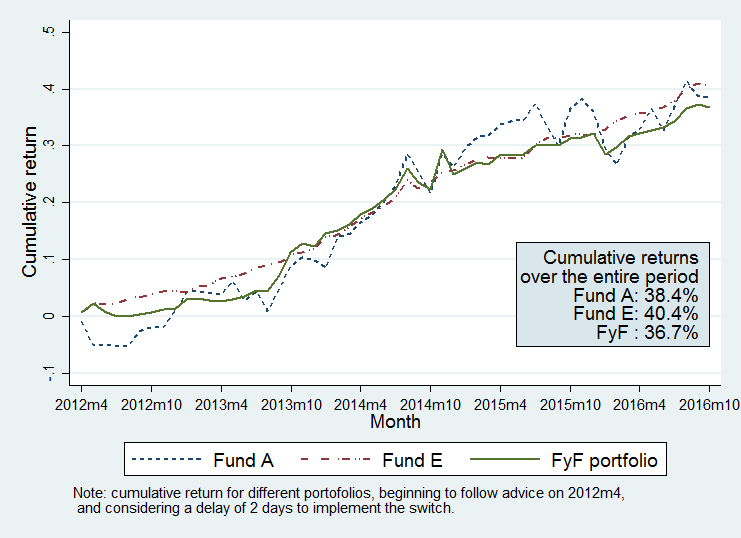 Cumulative return
.5
.4
.3
.2
.1
0
-.1
Cumulative returns
over the entire period
Fund A: 38.4%
Fund E: 40.4%
FyF : 36.7%
2012m4 2012m10 2013m4 2013m10 2014m4 2014m10 2015m4 2015m10 2016m4 2016m10
Month
Fund A Fund E FyF portfolio
Note: cumulative return for different portofolios, beginning to follow advice on 2012m4,
and considering a delay of 2 days to implement the switch.